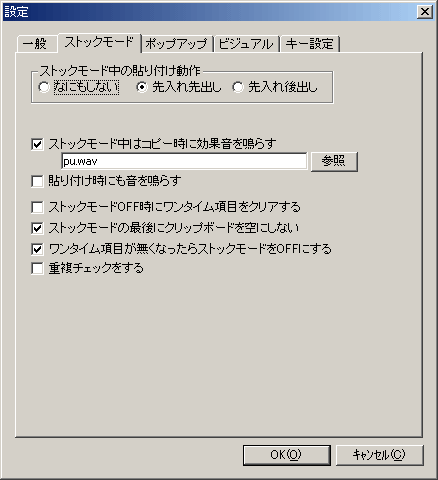 設定
一般 ストックモード ポップアップ ビジュアル キー設定
ストックモード中の貼り付け動作
なにもしない 先入れ先出し 先入れ後出し
ストックモード中はコピー時に効果音を鳴らす
pu.wav 参照
貼り付け時にも音を鳴らす
ストックモードOFF時にワンタイム項目をクリアする
ストックモードの最後にクリップボードを空にしない
ワンタイム項目が無くなったらストックモードをOFFにする
重複チェックをする
OK(O) キャンセル(C)